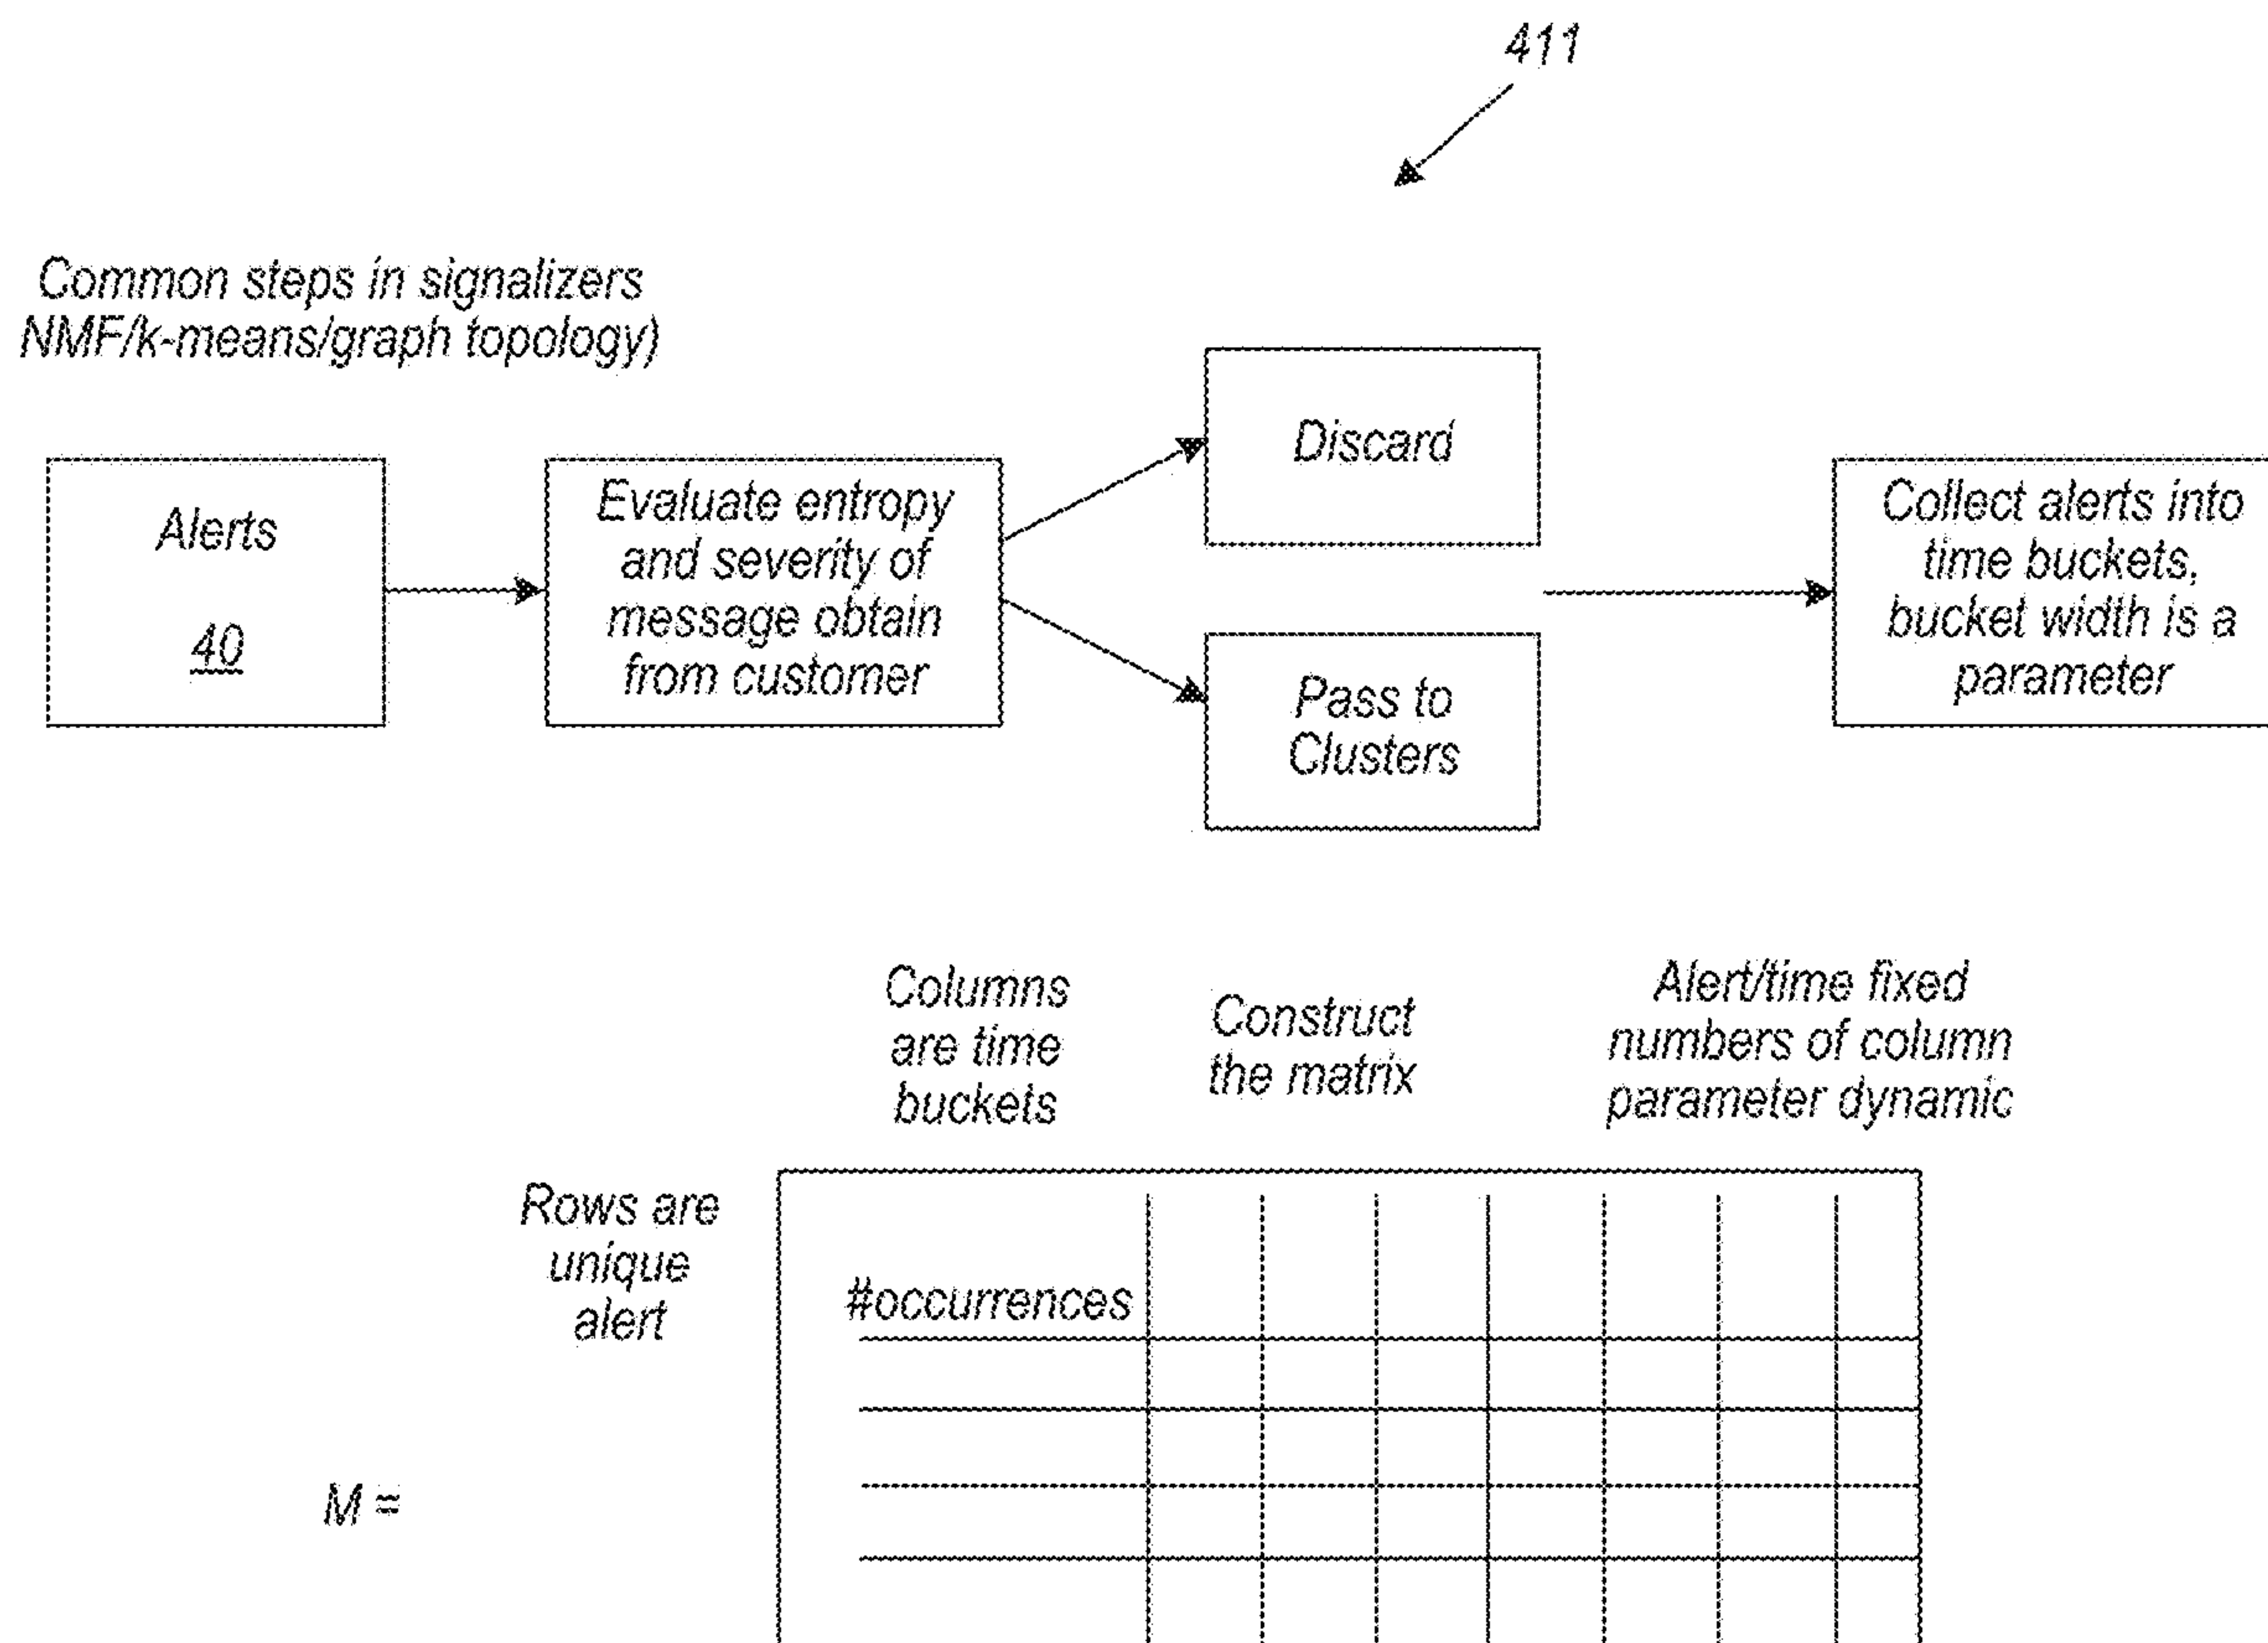 411
Common steps in signalizers
NMF/k-means/graph topology)
Alerts
40
Evaluate entropy
and severity of
message obtain
from customer
Discard
Pass to
Clusters
Collect alerts into
time buckets,
bucket width is a
parameter
Columns
are time
buckets
Construct
the matrix
Alert/time fixed
numbers of column
parameter dynamic
Rows are
unique
alert
#occurrences
M =